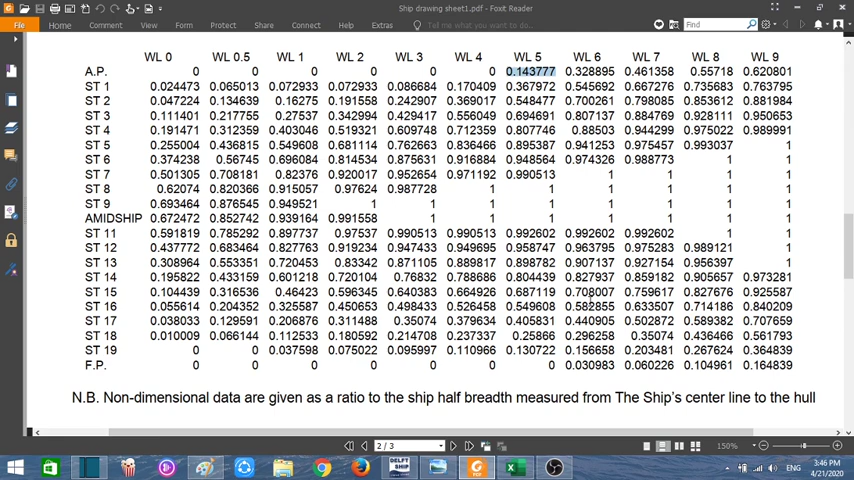 Ship drawing sheet1.pdf - Foxit Reader
File Home Comment View Form Protect Share Help Tell me what you want to do... Find
WL 0 WL 0.5 WL 1 WL 2 WL 3 WL 4 WL 5 WL 6 WL 7 WL 8 WL 9
A.P. 0 0 0 0 0 0 0.143777 0.328895 0.461358 0.55718 0.620801
ST 1 0.024473 0.065013 0.072933 0.072933 0.086684 0.170409 0.367972 0.545692 0.667276 0.735683 0.763795
ST 2 0.047224 0.134639 0.16275 0.191558 0.242907 0.369017 0.548477 0.700261 0.798085 0.853612 0.881984
ST 3 0.111401 0.217755 0.27537 0.342994 0.429417 0.556049 0.694691 0.807137 0.884769 0.928111 0.950653
ST 4 0.191471 0.312359 0.403046 0.519321 0.609748 0.712359 0.807746 0.88503 0.944299 0.975022 0.989991
ST 5 0.255004 0.436815 0.549608 0.681114 0.762663 0.836466 0.895387 0.941253 0.975457 0.993037 1
ST 6 0.374238 0.56745 0.696084 0.814534 0.875631 0.916884 0.948564 0.974326 0.988773 1 1
ST 7 0.501305 0.708181 0.82376 0.920017 0.952654 0.971192 0.990513 1 1 1 1
ST 8 0.62074 0.820366 0.915057 0.97624 0.987728 1 1 1 1 1 1
ST 9 0.693464 0.876545 0.949521 1 1 1 1 1 1 1 1
AMIDSHIP 0.672472 0.852742 0.939164 0.991558 1 1 1 1 1 1 1
ST 11 0.591819 0.785292 0.897737 0.97537 0.990513 0.990513 0.992602 0.992602 0.992602 1 1
ST 12 0.437772 0.683464 0.827763 0.919234 0.947433 0.949695 0.958747 0.963795 0.975283 0.989121 1
ST 13 0.308964 0.553351 0.720453 0.83342 0.871105 0.889817 0.898782 0.907137 0.927154 0.956397 1
ST 14 0.195822 0.433159 0.601218 0.720104 0.76832 0.788686 0.804439 0.827937 0.859182 0.905657 0.973281
ST 15 0.104439 0.316536 0.46423 0.596345 0.640383 0.664926 0.687119 0.708007 0.759617 0.827676 0.925587
ST 16 0.055614 0.204352 0.325587 0.450653 0.498433 0.526458 0.549608 0.582855 0.633507 0.714186 0.840209
ST 17 0.038033 0.129591 0.206876 0.311488 0.35074 0.379634 0.405831 0.440905 0.502872 0.589382 0.707659
ST 18 0.010009 0.066144 0.112533 0.180592 0.214708 0.237337 0.25866 0.296258 0.35074 0.436466 0.561793
ST 19 0 0 0.037598 0.075022 0.095997 0.110966 0.130722 0.156658 0.203481 0.267624 0.364839
F.P. 0 0 0 0 0 0 0 0.030983 0.060226 0.104961 0.164839
N.B. Non-dimensional data are given as a ratio to the ship half breadth measured from The Ship's center line to the hull
2 / 3 150%
DELFT SHIP ENG 3:46 PM
4/21/2020